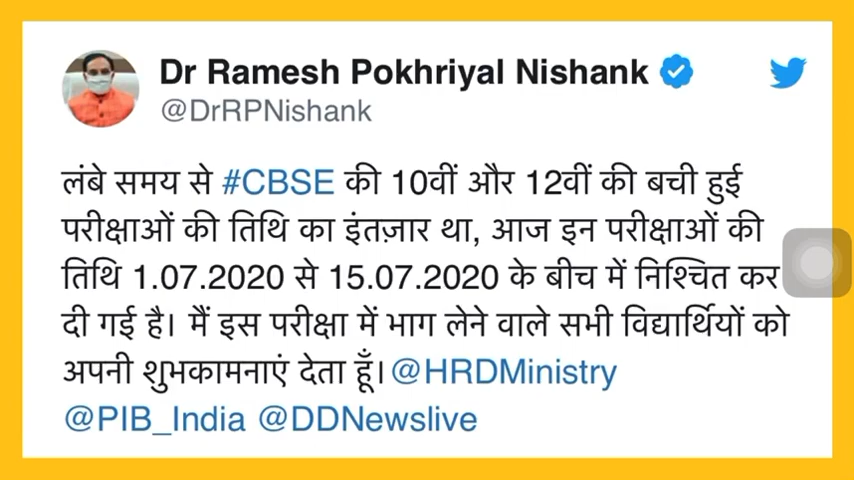 Dr Ramesh Pokhriyal Nishank
@DrRPNishank
लंबे समय से #CBSE की 10वीं और 12वीं की बची हुई
परीक्षाओं की तिथि का इंतज़ार था, आज इन परीक्षाओं की
तिथि 1.07.2020 से 15.07.2020 के बीच में निश्चित कर
दी गई है। मैं इस परीक्षा में भाग लेने वाले सभी विद्यार्थियों को
अपनी शुभकामनाएं देता हूँ। @HRDMinistry
@PIB_India @DDNewslive